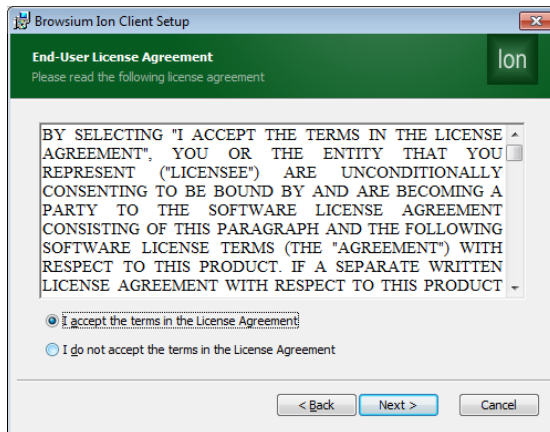 Browsium Ion Client Setup
End-User License Agreement
Please read the following license agreement
Ion
BY SELECTING "I ACCEPT THE TERMS IN THE LICENSE
AGREEMENT", YOU OR THE ENTITY THAT YOU
REPRESENT ("LICENSEE") ARE UNCONDITIONALLY
CONSENTING TO BE BOUND BY AND ARE BECOMING A
PARTY TO THE SOFTWARE LICENSE AGREEMENT
CONSISTING OF THIS PARAGRAPH AND THE FOLLOWING
SOFTWARE LICENSE TERMS (THE "AGREEMENT") WITH
RESPECT TO THIS PRODUCT. IF A SEPARATE WRITTEN
LICENSE AGREEMENT WITH RESPECT TO THIS PRODUCT
I accept the terms in the License Agreement
I do not accept the terms in the License Agreement
< Back Next > Cancel